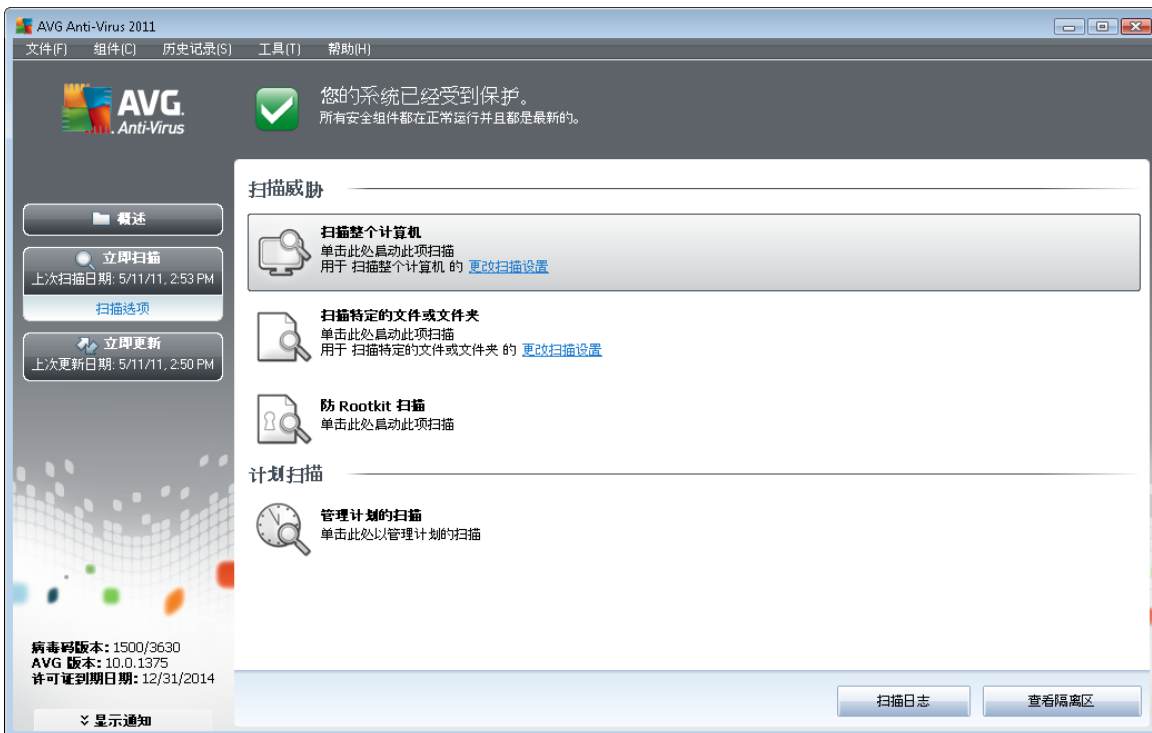 AVG Anti-Virus 2011
文件(F) 组件(C) 历史记录(S) 工具(T) 帮助(H)
AVG.
Anti-Virus
您的系统已经受到保护。
所有安全组件都在正常运行并且都是最新的。
概述
立即扫描
上次扫描日期: 5/11/11, 2:53 PM
扫描选项
立即更新
上次更新日期: 5/11/11, 2:50 PM
病毒码版本: 1500/3630
AVG 版本: 10.0.1375
许可证到期日期: 12/31/2014
显示通知
扫描威胁
扫描整个计算机
单击此处启动此项扫描
用于 扫描整个计算机 的 更改扫描设置
扫描特定的文件或文件夹
单击此处启动此项扫描
用于 扫描特定的文件或文件夹 的 更改扫描设置
防 Rootkit 扫描
单击此处启动此项扫描
计划扫描
管理计划的扫描
单击此处以管理计划的扫描
扫描日志
查看隔离区